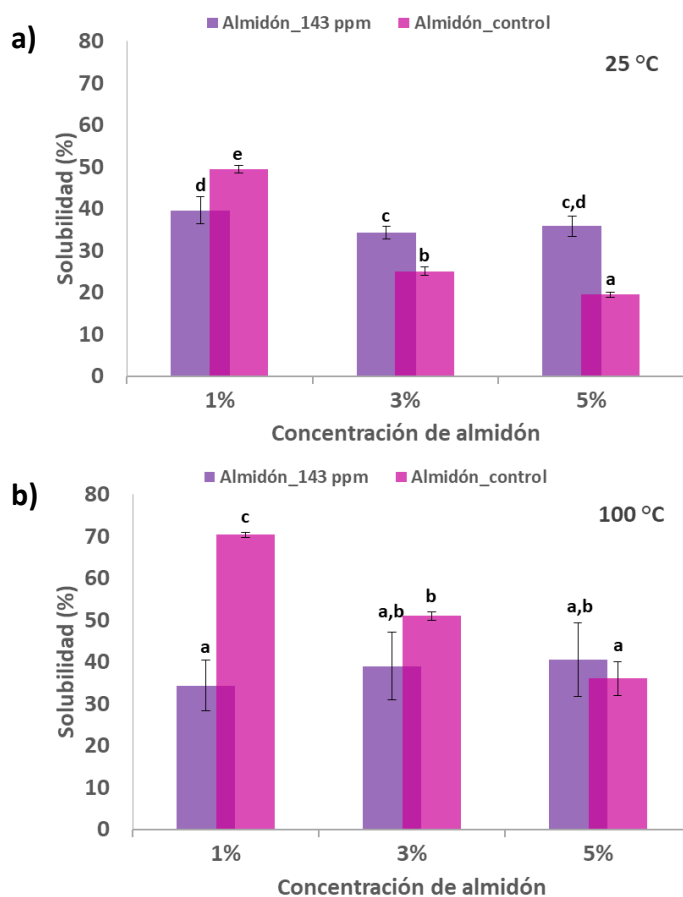 a)
Almidón_143 ppm Almidón_control
25 °C
80
70
60
50
40
30
20
10
0
Solubilidad (%)
d e c b c,d a
1% 3% 5%
Concentración de almidón
b)
Almidón_143 ppm Almidón_control
100 °C
80
70
60
50
40
30
20
10
0
Solubilidad (%)
a c a,b b a,b a
1% 3% 5%
Concentración de almidón